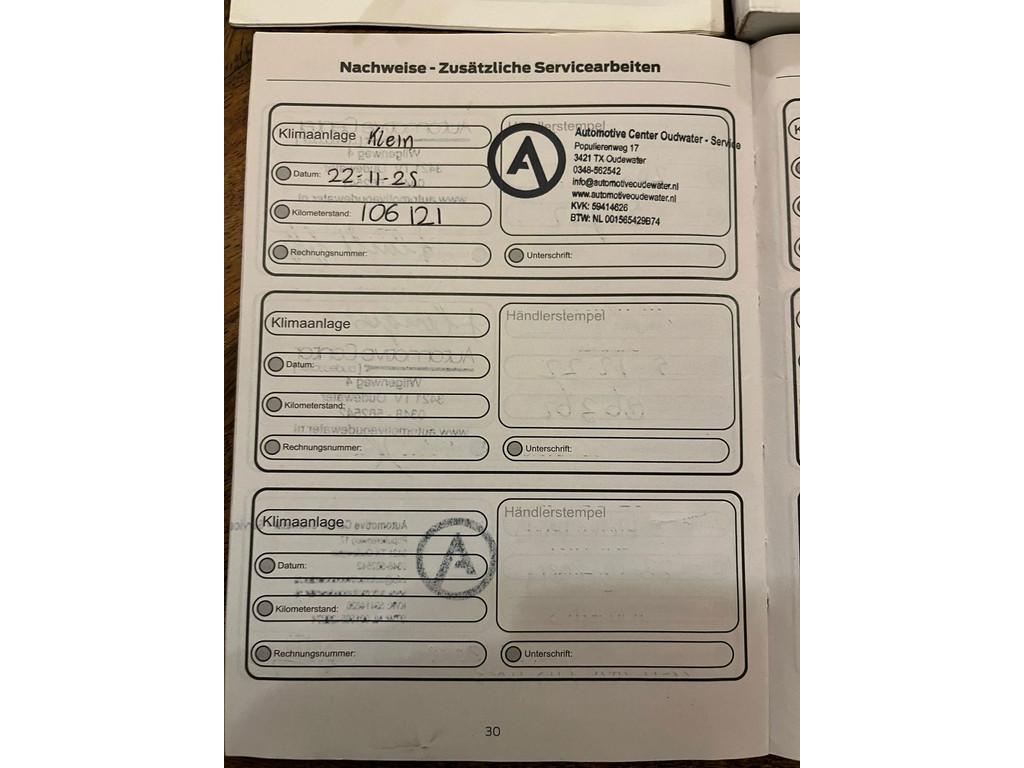 Nachweise - Zusätzliche Servicearbeiten
Klimaanlage Klein
Datum: 22-11-25
Kilometerstand: 106 121
Rechnungsnummer:
Händlerstempel
A
Automotive Center Oudwater - Service
Populierenweg 17
3421 TX Oudewater
0348-562542
info@automotiveoudewater.nl
www.automotiveoudewater.nl
KVK: 59414626
BTW: NL 001565429B74
Unterschrift:
Klimaanlage
Datum:
Kilometerstand:
Rechnungsnummer:
Händlerstempel
Unterschrift:
Klimaanlage
Datum:
Kilometerstand:
Rechnungsnummer:
Händlerstempel
Unterschrift:
30